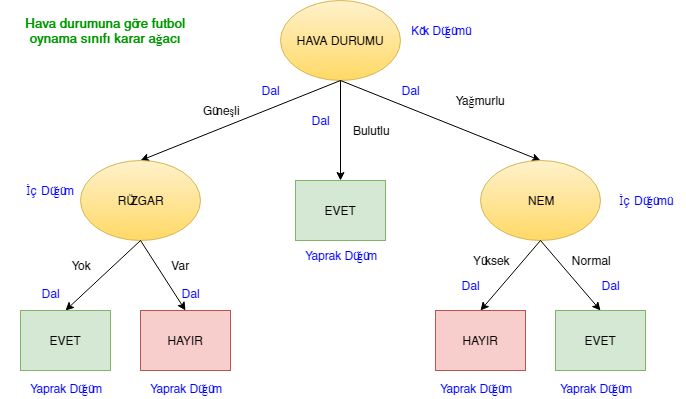 Hava durumuna göre futbol
oynama sınıfı karar ağacı
HAVA DURUMU
Kök Düğümü
Dal
Dal
Dal
Güneşli
Bulutlu
Yağmurlu
İç Düğüm
RÜZGAR
EVET
Yaprak Düğüm
NEM
İç Düğümü
Yok
Var
Dal
Dal
Yüksek
Normal
Dal
Dal
EVET
HAYIR
HAYIR
EVET
Yaprak Düğüm
Yaprak Düğüm
Yaprak Düğüm
Yaprak Düğüm